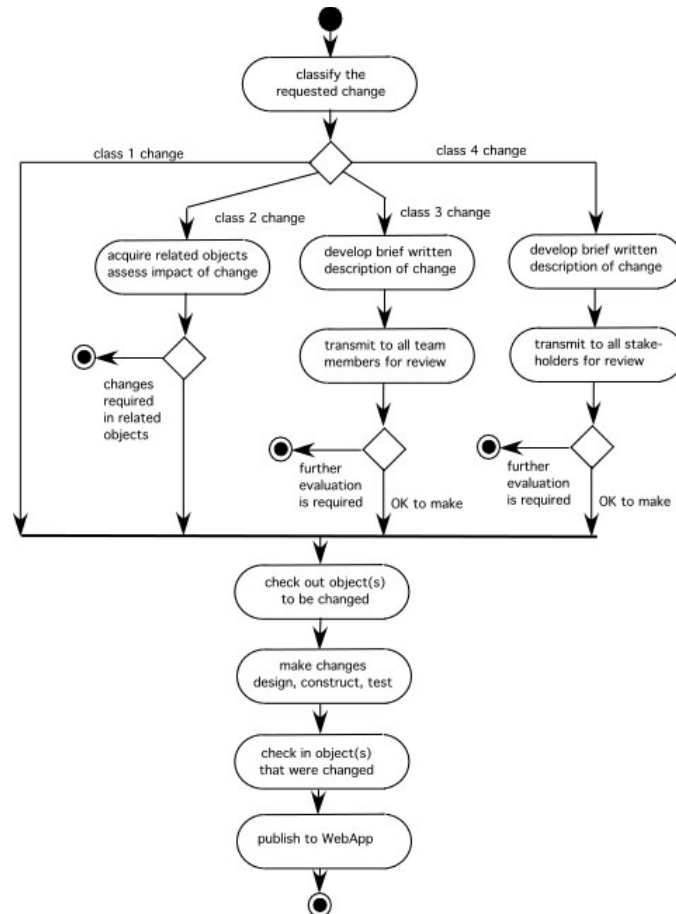 classify the
requested change
class 1 change
class 4 change
class 2 change
class 3 change
acquire related objects
assess impact of change
develop brief written
description of change
develop brief written
description of change
transmit to all team
members for review
transmit to all stake-
holders for review
changes
required
in related
objects
further
evaluation
is required
OK to make
further
evaluation
is required
OK to make
check out object(s)
to be changed
make changes
design, construct, test
check in object(s)
that were changed
publish to WebApp